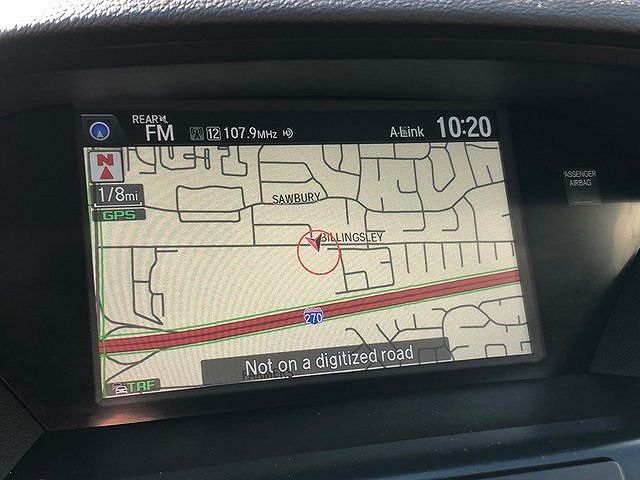 REAR
FM 12 107.9MHz A-Link 10:20
PASSENGER
AIRBAG
N
1/8mi
GPS
SAWBURY
BILLINGSLEY
270
Not on a digitized road
TRF